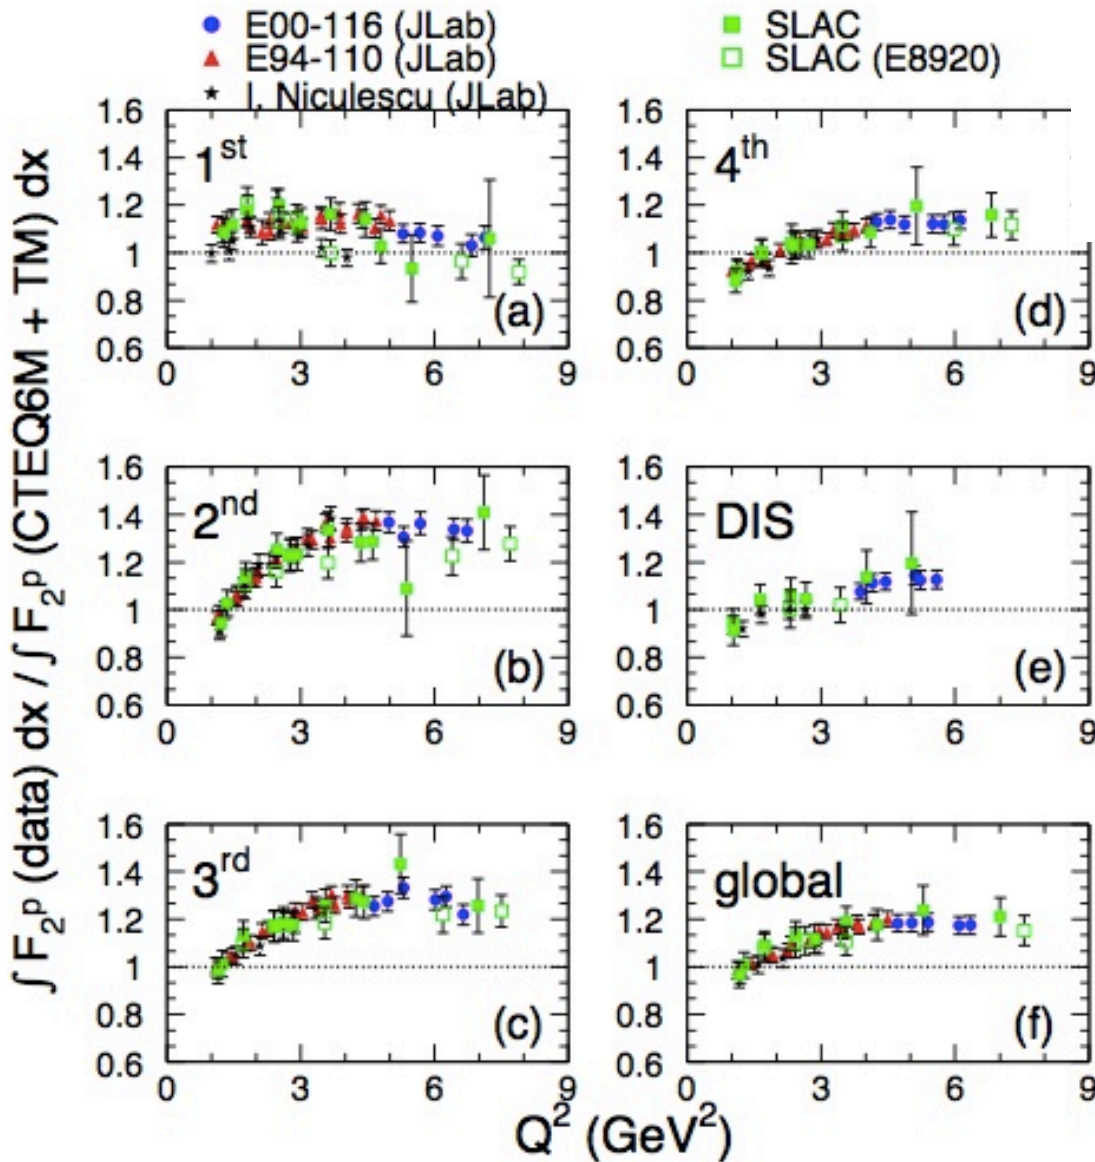 E00-116 (JLab)
E94-110 (JLab)
I. Niculescu (JLab)
SLAC
SLAC (E8920)
∫ F₂ᵖ (data) dx / ∫ F₂ᵖ (CTEQ6M + TM) dx
1.6
1.4
1.2
1
0.8
0.6
1st
(a)
0 3 6 9
1.6
1.4
1.2
1
0.8
0.6
4th
(d)
0 3 6 9
1.6
1.4
1.2
1
0.8
0.6
2nd
(b)
0 3 6 9
1.6
1.4
1.2
1
0.8
0.6
DIS
(e)
0 3 6 9
1.6
1.4
1.2
1
0.8
0.6
3rd
(c)
0 3 6 9
1.6
1.4
1.2
1
0.8
0.6
global
(f)
0 3 6 9
Q² (GeV²)